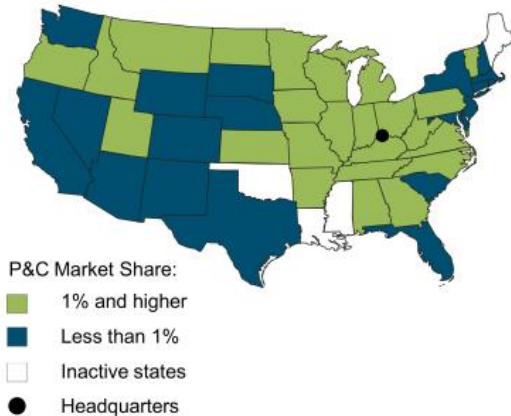 P&C Market Share:
1% and higher
Less than 1%
Inactive states
Headquarters